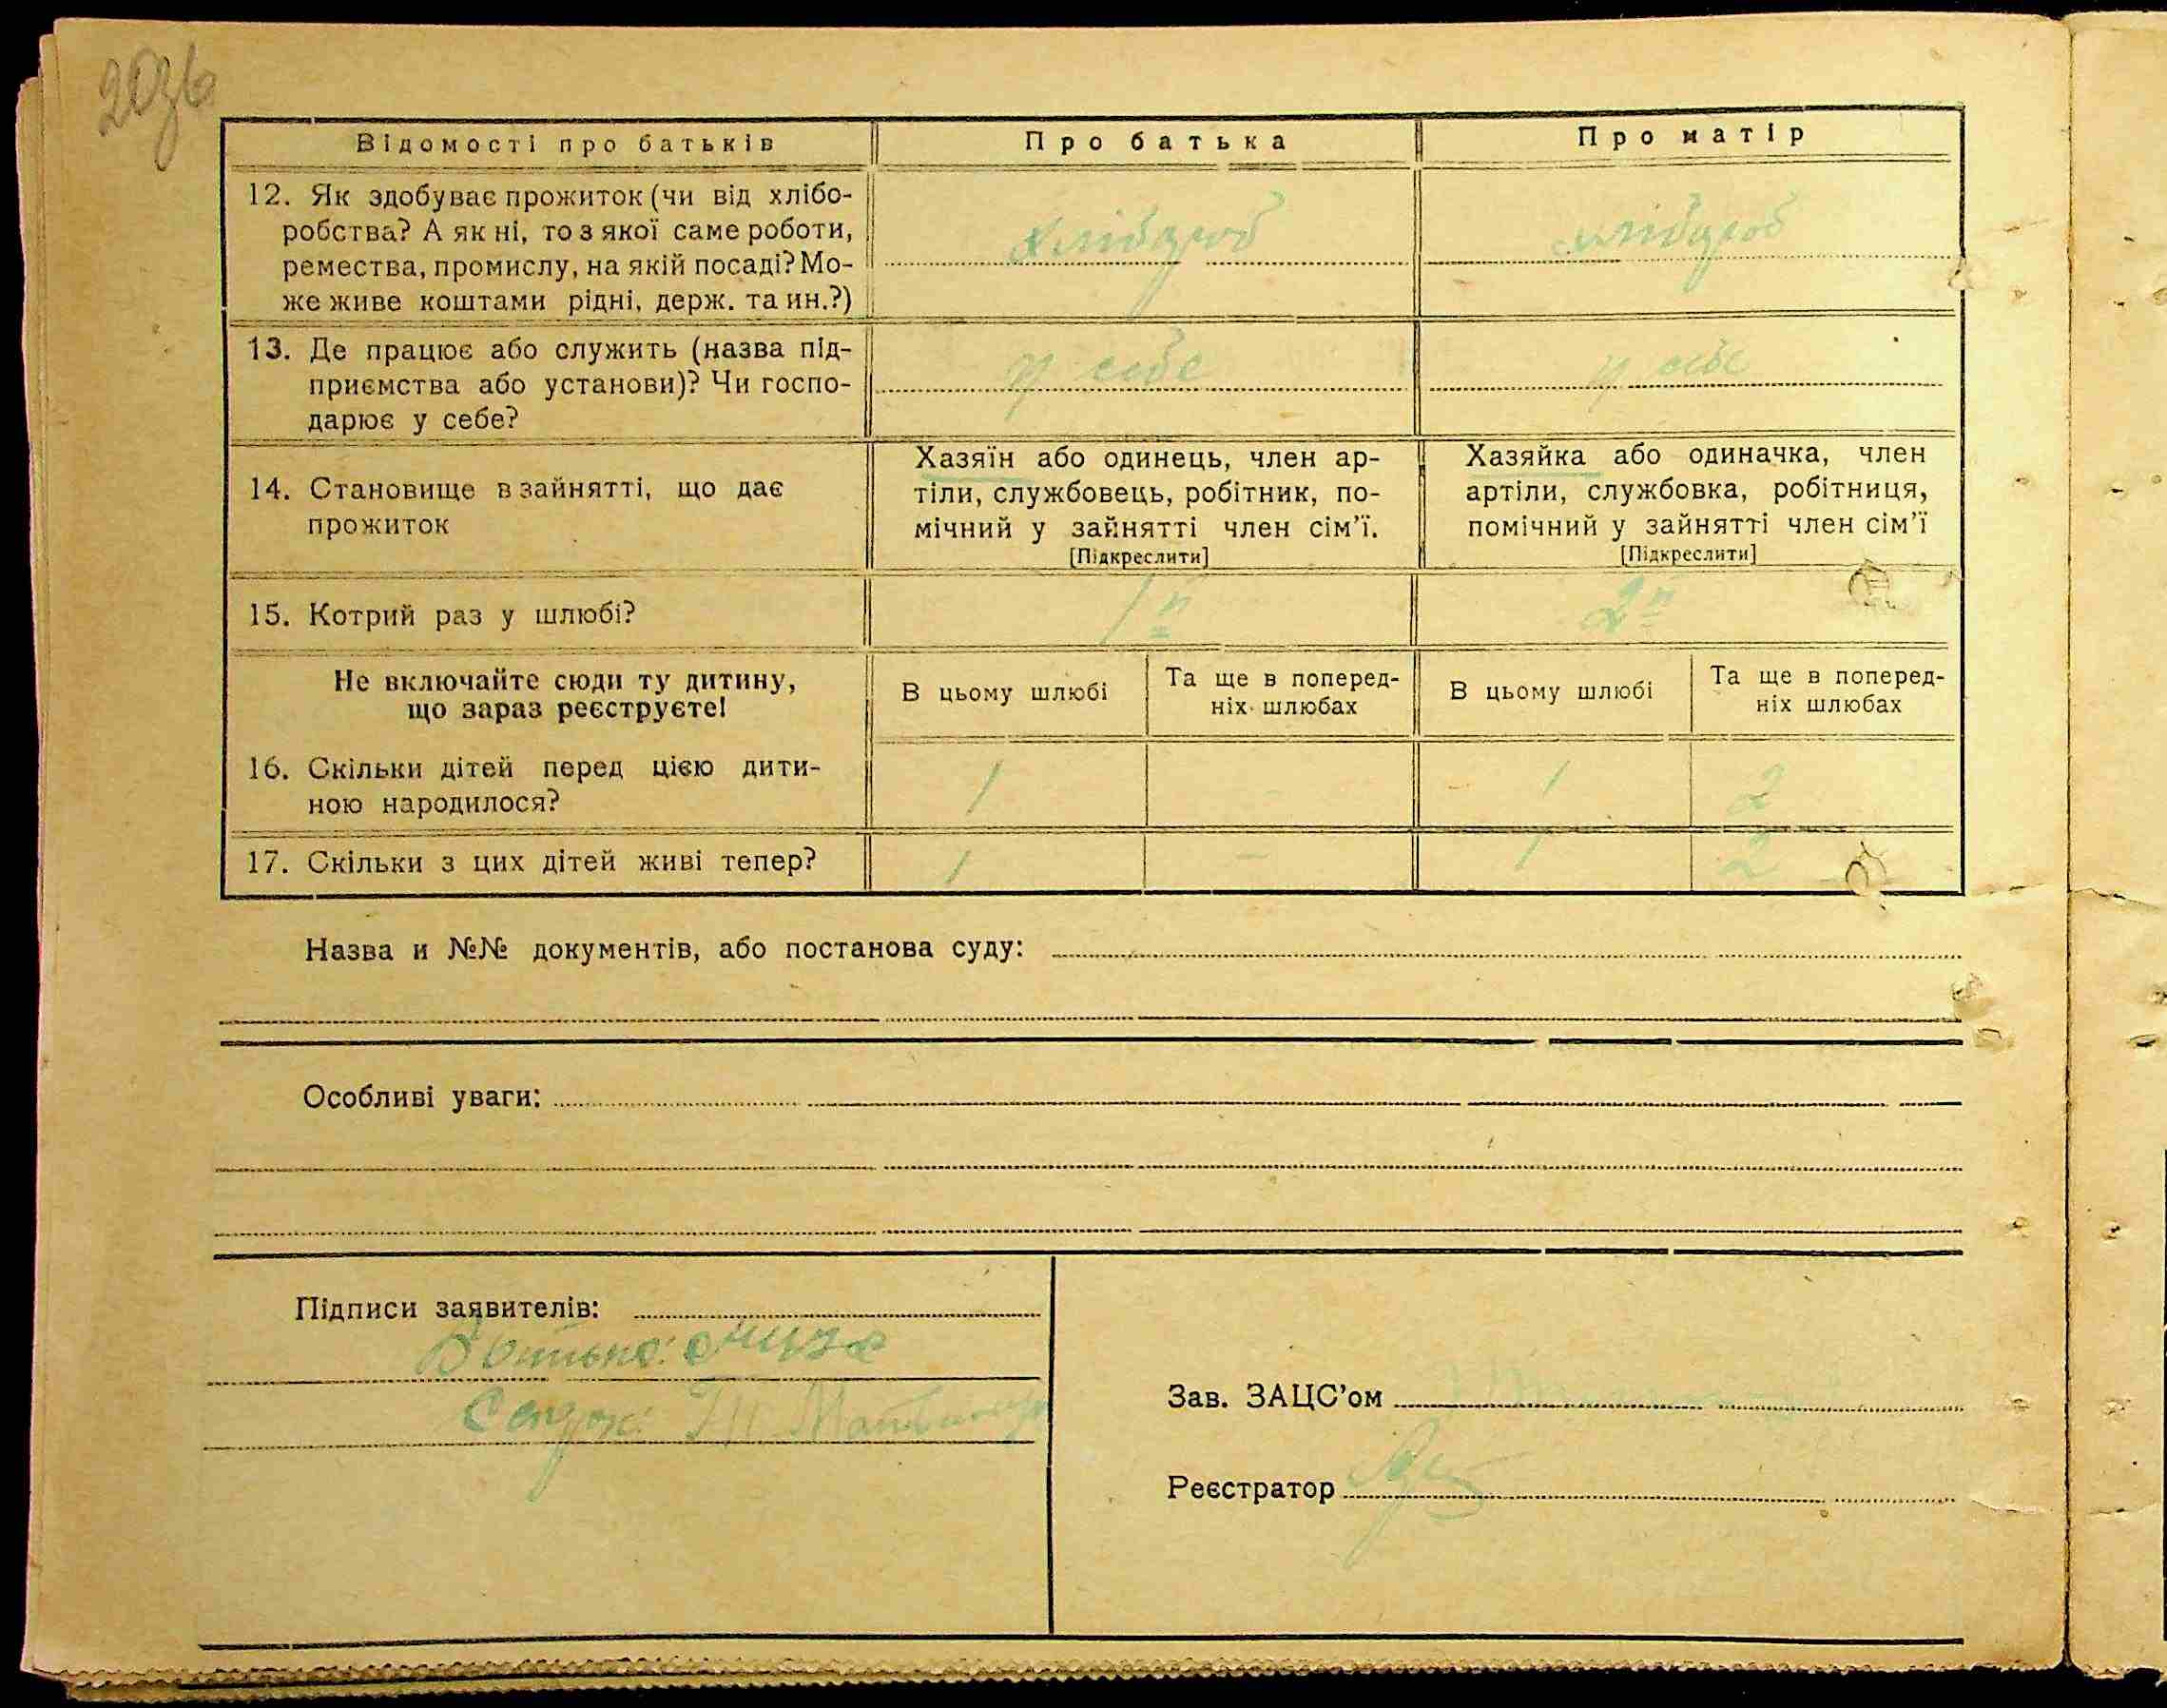 203б
Відомості про батьків
Про батька
Про матір
12. Як здобуває прожиток (чи від хлібо-
робства? А як ні, то з якої саме роботи,
ремества, промислу, на якій посаді? Мо-
же живе коштами рідні, держ. та ин.?)
хлібороб
хлібороб
13. Де працює або служить (назва під-
приємства або установи)? Чи госпо-
дарює у себе?
у себе
у себе
14. Становище в зайнятті, що дає
прожиток
Хазяїн або одинець, член ар-
тіли, службовець, робітник, по-
мічний у зайнятті член сім'ї.
[Підкреслити]
Хазяйка або одиначка, член
артіли, службовка, робітниця,
помічний у зайнятті член сім'ї
[Підкреслити]
15. Котрий раз у шлюбі?
1й
2й
Не включайте сюди ту дитину,
що зараз реєструєте!
В цьому шлюбі
Та ще в поперед-
ніх шлюбах
В цьому шлюбі
Та ще в поперед-
ніх шлюбах
16. Скільки дітей перед цією дити-
ною народилося?
1
-
1
2
17. Скільки з цих дітей живі тепер?
1
-
1
2
Назва и №№ документів, або постанова суду:
Особливі уваги:
Підписи заявителів:
Батько:
Зав. ЗАЦС'ом
Реєстратор